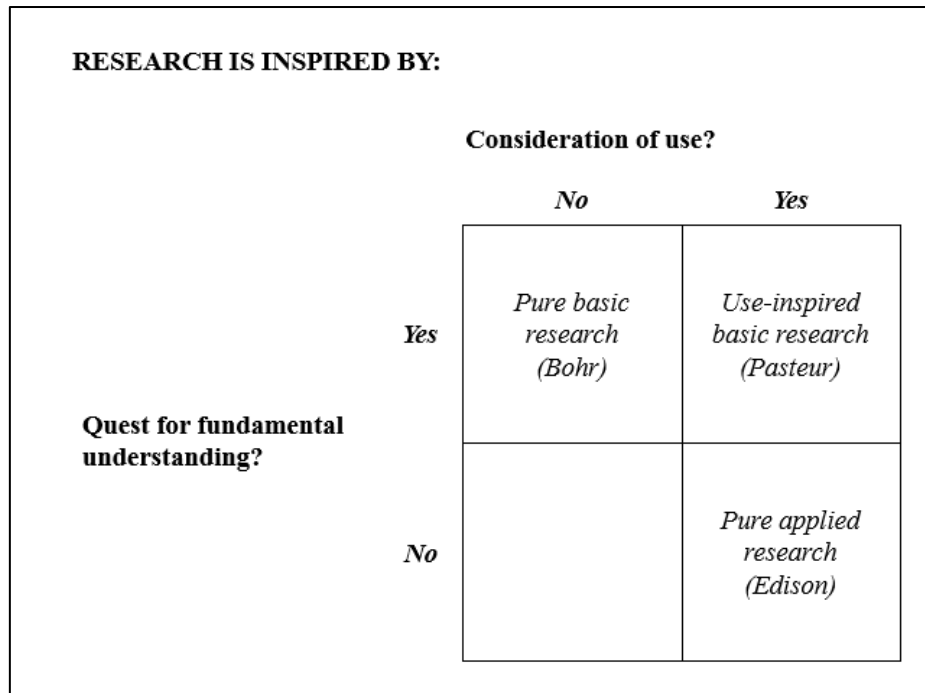 RESEARCH IS INSPIRED BY:
Consideration of use?
No
Yes
Yes
Pure basic
research
(Bohr)
Use-inspired
basic research
(Pasteur)
Quest for fundamental
understanding?
No
Pure applied
research
(Edison)